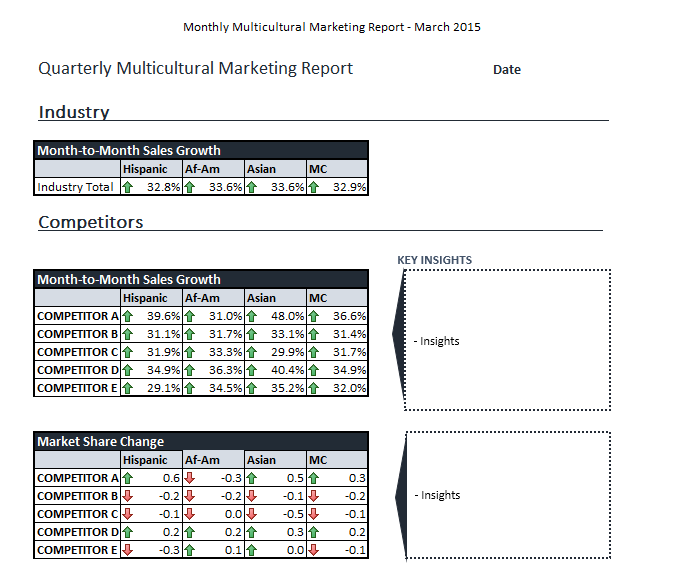 Monthly Multicultural Marketing Report - March 2015
Quarterly Multicultural Marketing Report Date
Industry
Month-to-Month Sales Growth
Hispanic Af-Am Asian MC
Industry Total 32.8% 33.6% 33.6% 32.9%
Competitors
KEY INSIGHTS
Month-to-Month Sales Growth
Hispanic Af-Am Asian MC
COMPETITOR A 39.6% 31.0% 48.0% 36.6%
COMPETITOR B 31.1% 31.7% 33.1% 31.4%
COMPETITOR C 31.9% 33.3% 29.9% 31.7%
COMPETITOR D 34.9% 36.3% 40.4% 34.9%
COMPETITOR E 29.1% 34.5% 35.2% 32.0%
- Insights
Market Share Change
Hispanic Af-Am Asian MC
COMPETITOR A 0.6 -0.3 0.5 0.3
COMPETITOR B -0.2 -0.2 -0.1 -0.2
COMPETITOR C -0.1 0.0 -0.5 -0.1
COMPETITOR D 0.2 0.2 0.3 0.2
COMPETITOR E -0.3 0.1 0.0 -0.1
- Insights